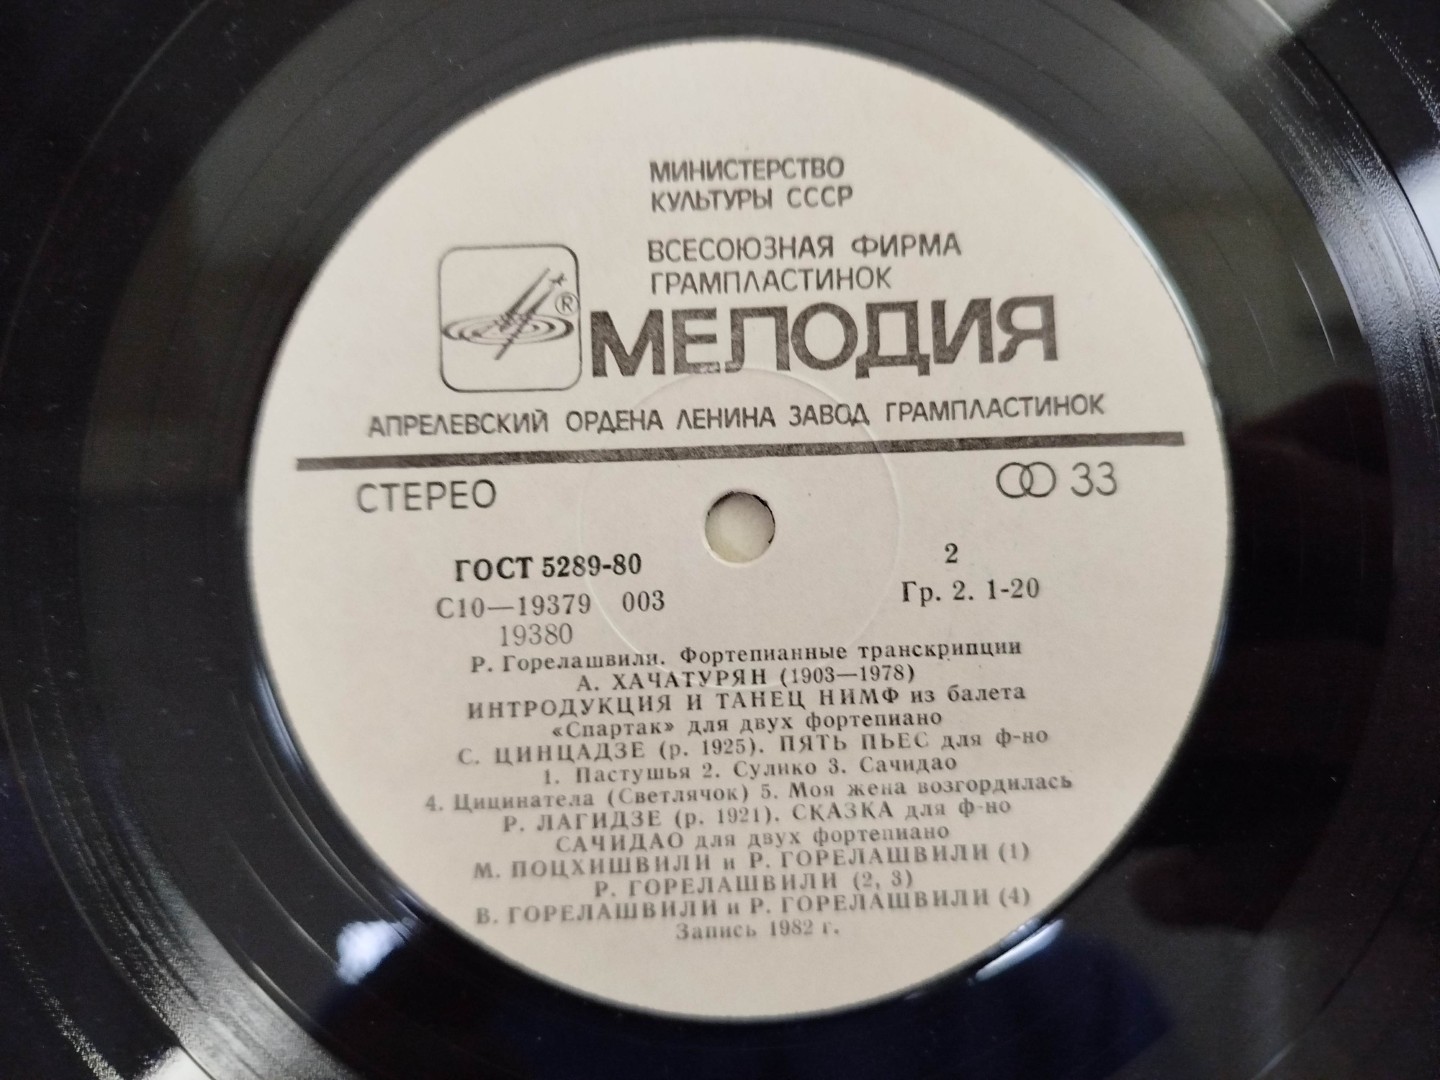 МИНИСТЕРСТВО
КУЛЬТУРЫ СССР
ВСЕСОЮЗНАЯ ФИРМА
ГРАМПЛАСТИНОК
® МЕЛОДИЯ
АПРЕЛЕВСКИЙ ОРДЕНА ЛЕНИНА ЗАВОД ГРАМПЛАСТИНОК
СТЕРЕО 33
ГОСТ 5289-80 2
С10—19379 003 Гр. 2. 1-20
19380
Р. Горелашвили. Фортепианные транскрипции
А. ХАЧАТУРЯН (1903—1978)
ИНТРОДУКЦИЯ И ТАНЕЦ НИМФ из балета
«Спартак» для двух фортепиано
С. ЦИНЦАДЗЕ (р. 1925). ПЯТЬ ПЬЕС для ф-но
1. Пастушья 2. Сулико 3. Сачидао
4. Цицинатела (Светлячок) 5. Моя жена возгордилась
Р. ЛАГИДЗЕ (р. 1921). СКАЗКА для ф-но
САЧИДАО для двух фортепиано
М. ПОЦХИШВИЛИ и Р. ГОРЕЛАШВИЛИ (1)
Р. ГОРЕЛАШВИЛИ (2, 3)
В. ГОРЕЛАШВИЛИ и Р. ГОРЕЛАШВИЛИ (4)
Запись 1982 г.